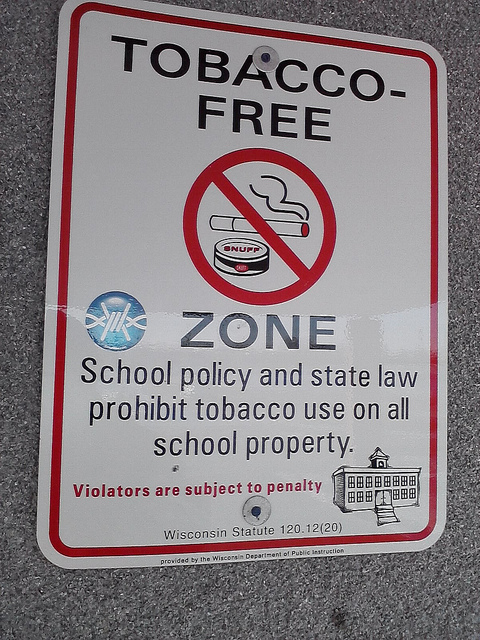 TOBACCO-
FREE
SNUFF
ZONE
School policy and state law
prohibit tobacco use on all
school property.
Violators are subject to penalty
Wisconsin Statute 120.12(20)
provided by the Wisconsin Department of Public Instruction